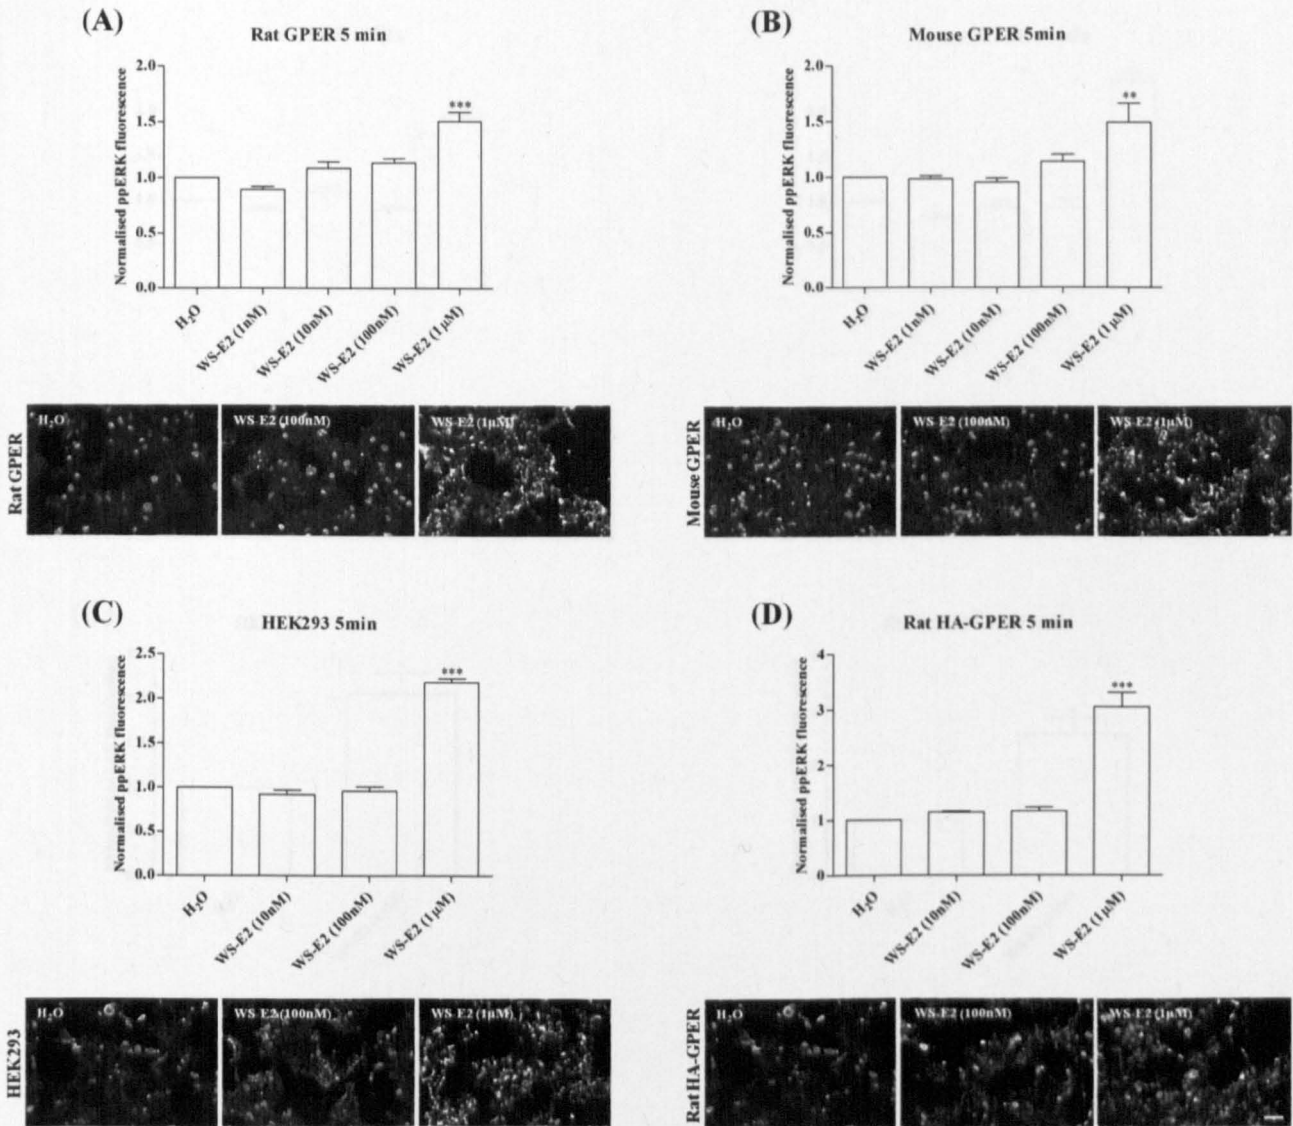 (A)
Rat GPER 5 min
Normalised ppERK fluorescence
2.0
1.5
1.0
0.5
0.0
***
H₂O
WS-E2 (1nM)
WS-E2 (10nM)
WS-E2 (100nM)
WS-E2 (1µM)
Rat GPER
H₂O
WS-E2 (100nM)
WS-E2 (1µM)
(B)
Mouse GPER 5min
Normalised ppERK fluorescence
2.0
1.5
1.0
0.5
0.0
**
H₂O
WS-E2 (1nM)
WS-E2 (10nM)
WS-E2 (100nM)
WS-E2 (1µM)
Mouse GPER
H₂O
WS-E2 (100nM)
WS-E2 (1µM)
(C)
HEK293 5min
Normalised ppERK fluorescence
2.5
2.0
1.5
1.0
0.5
0.0
***
H₂O
WS-E2 (10nM)
WS-E2 (100nM)
WS-E2 (1µM)
HEK293
H₂O
WS-E2 (100nM)
WS-E2 (1µM)
(D)
Rat HA-GPER 5 min
Normalised ppERK fluorescence
4
3
2
1
0
***
H₂O
WS-E2 (10nM)
WS-E2 (100nM)
WS-E2 (1µM)
Rat HA-GPER
H₂O
WS-E2 (100nM)
WS-E2 (1µM)